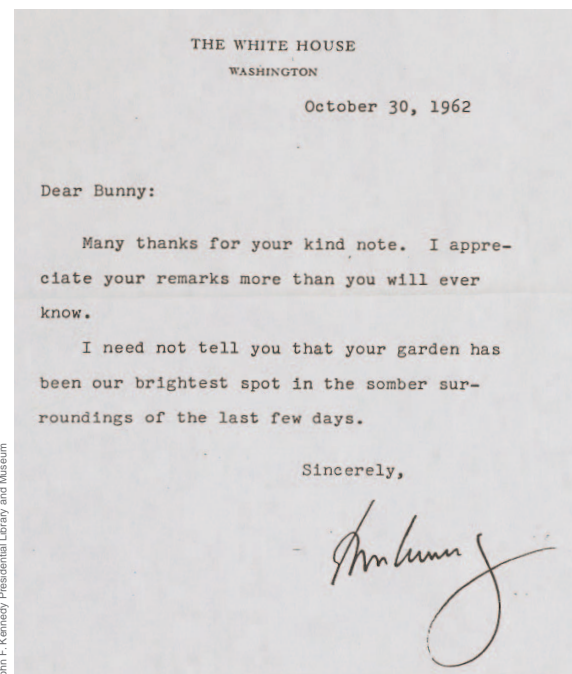 THE WHITE HOUSE
WASHINGTON
October 30, 1962
Dear Bunny:
Many thanks for your kind note. I appre-
ciate your remarks more than you will ever
know.
I need not tell you that your garden has
been our brightest spot in the somber sur-
roundings of the last few days.
Sincerely,
F. Kennedy Presidential Library and Museum